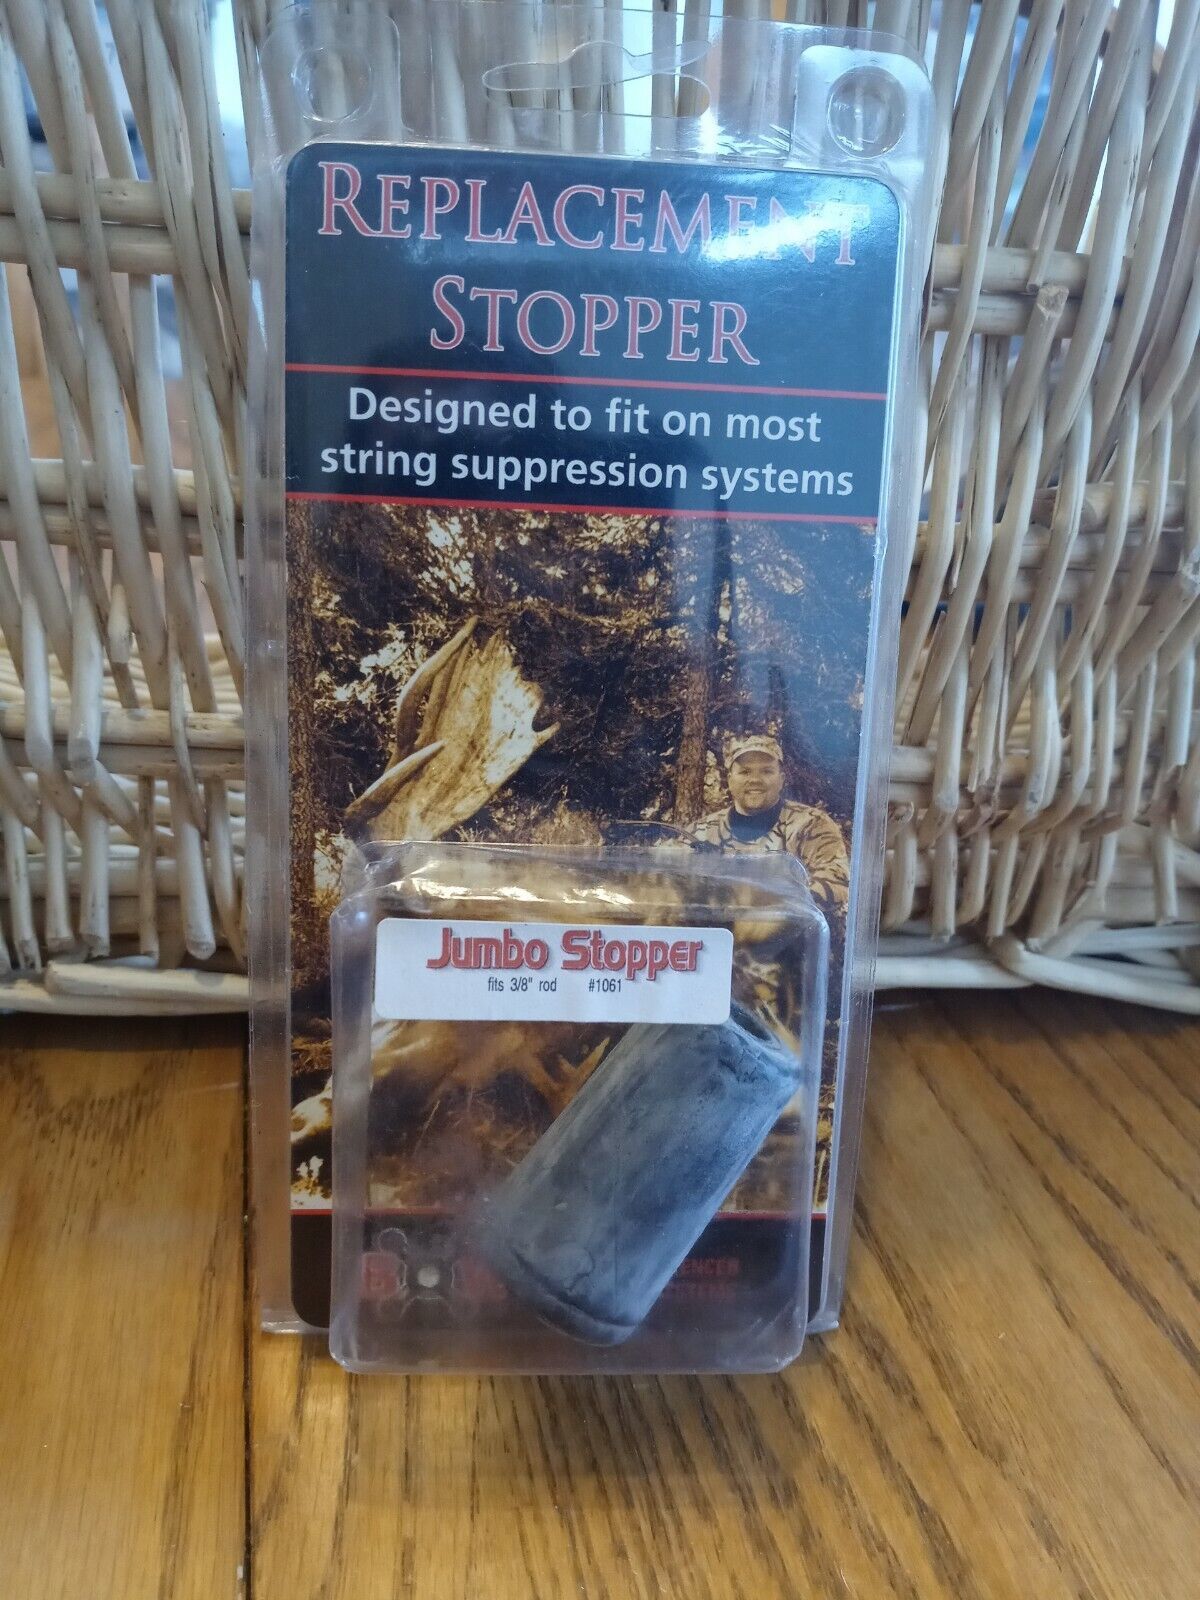 REPLACEMENT
STOPPER
Designed to fit on most
string suppression systems
Jumbo Stopper
fits 3/8" rod #1061